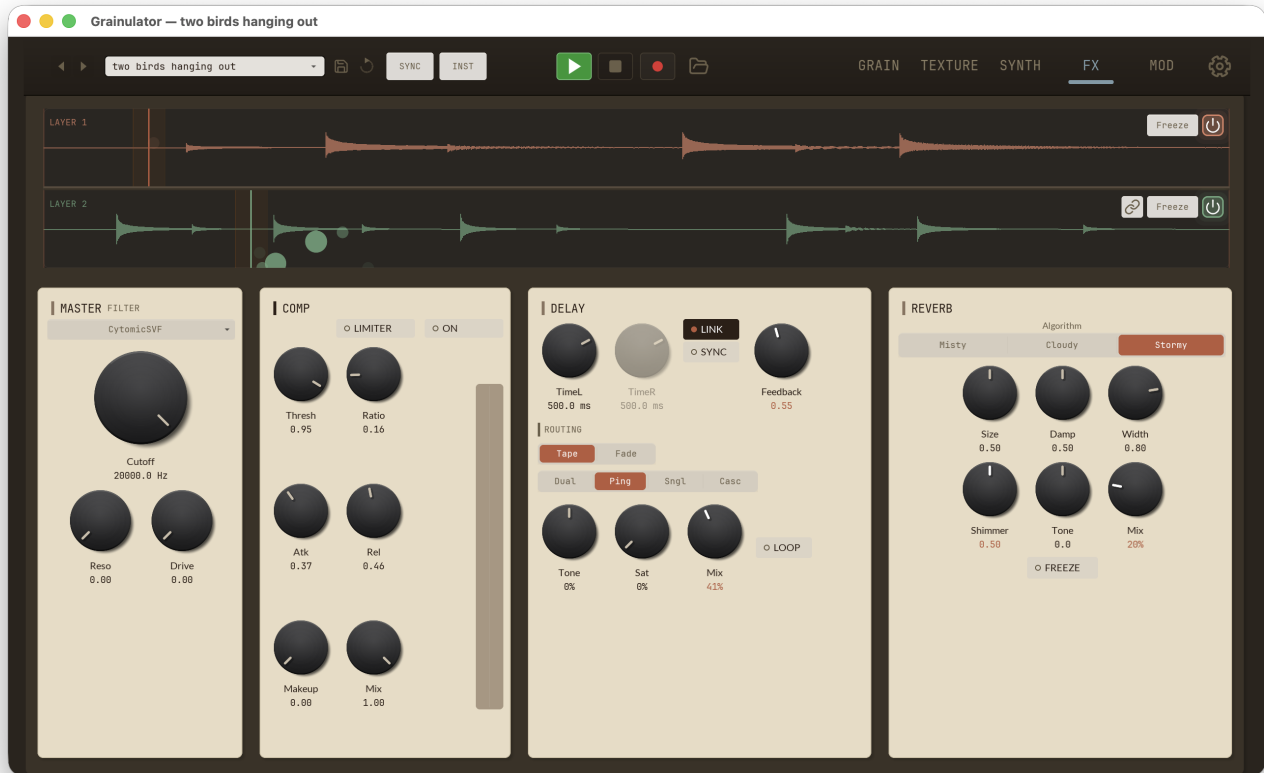 Grainulator — two birds hanging out
two birds hanging out
SYNC
INST
GRAIN
TEXTURE
SYNTH
FX
MOD
LAYER 1
Freeze
LAYER 2
Freeze
MASTER FILTER
CytomicSVF
Cutoff
20000.0 Hz
Reso
0.00
Drive
0.00
COMP
LIMITER
ON
Thresh
0.95
Ratio
0.16
Atk
0.37
Rel
0.46
Makeup
0.00
Mix
1.00
DELAY
TimeL
500.0 ms
TimeR
500.0 ms
LINK
SYNC
Feedback
0.55
ROUTING
Tape
Fade
Dual
Ping
Sngl
Casc
Tone
0%
Sat
0%
Mix
41%
LOOP
REVERB
Algorithm
Misty
Cloudy
Stormy
Size
0.50
Damp
0.50
Width
0.80
Shimmer
0.50
Tone
0.0
Mix
20%
FREEZE